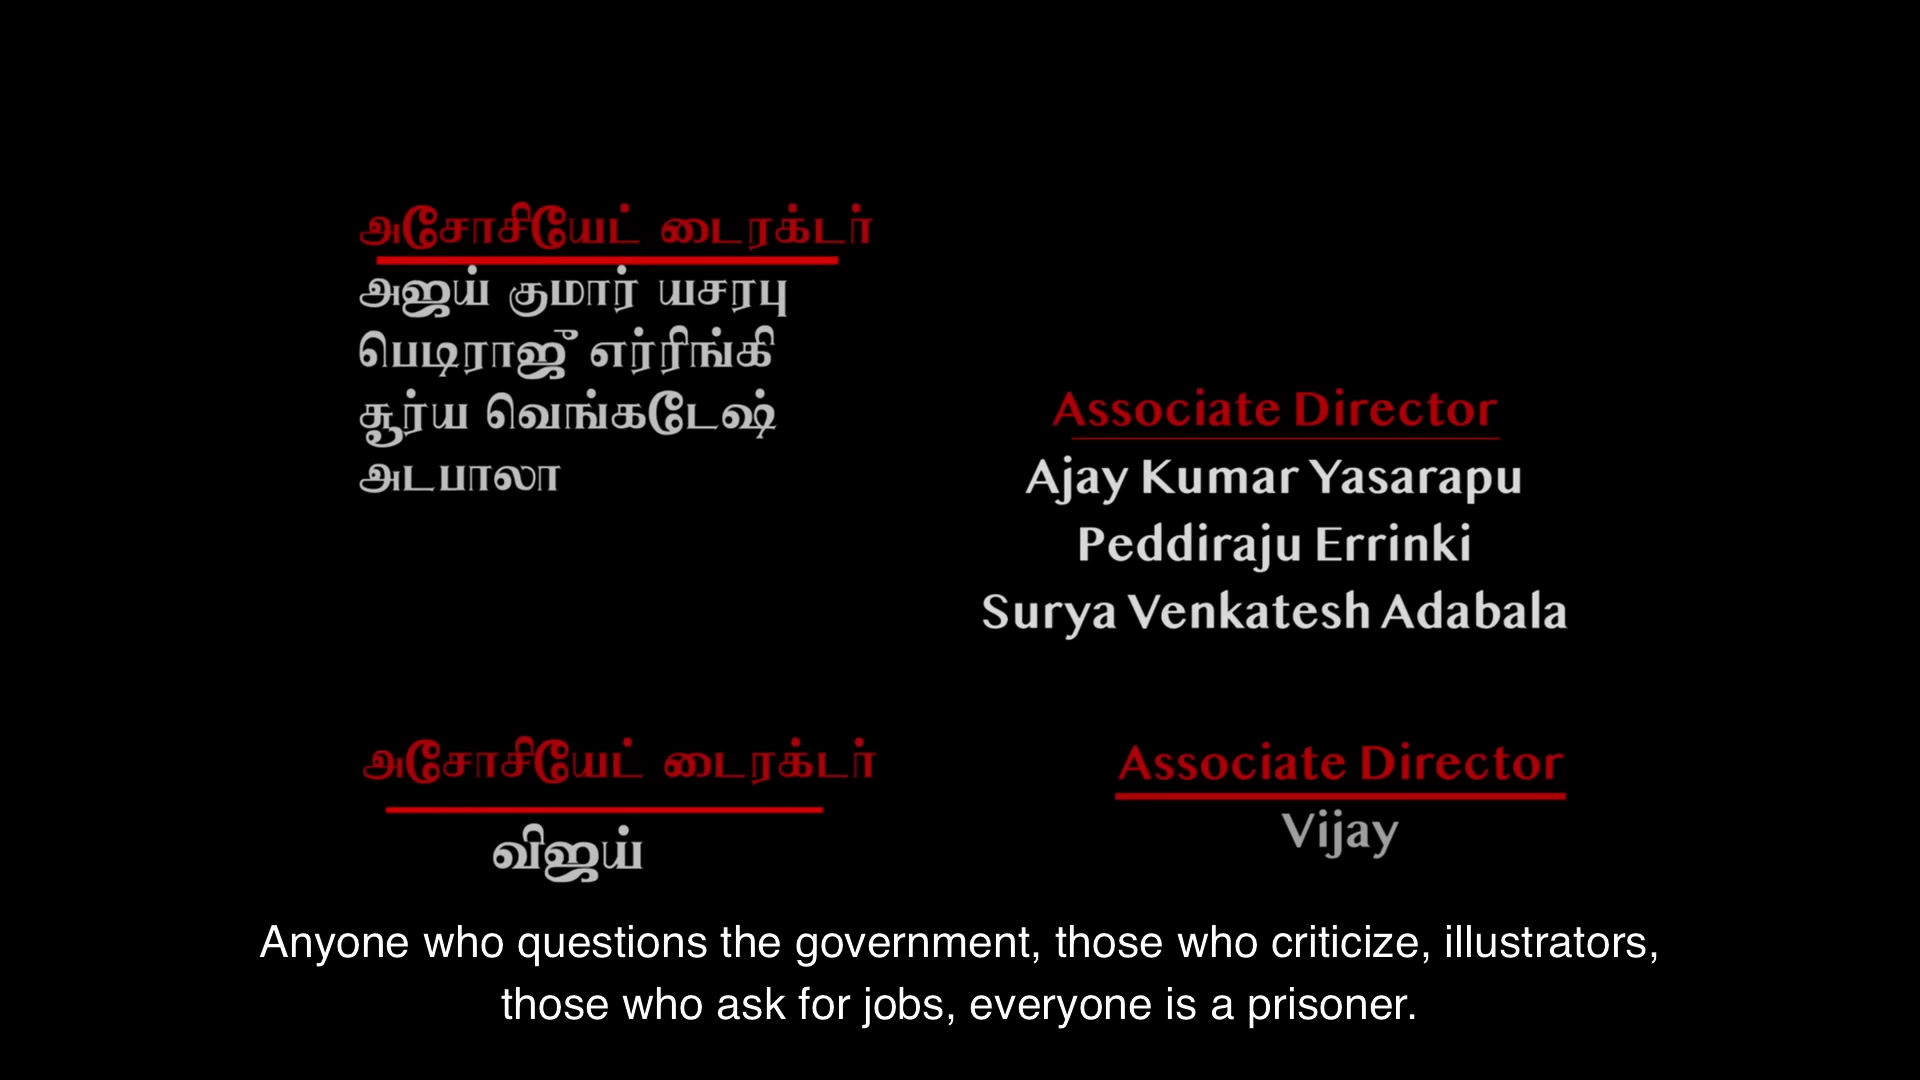 அசோசியேட் டைரக்டர்
அஜய் குமார் யசரபு
பெடிராஜீ எர்ரிங்கி
சூர்ய வெங்கடேஷ்
அடபாலா
Associate Director
Ajay Kumar Yasarapu
Peddiraju Errinki
Surya Venkatesh Adabala
அசோசியேட் டைரக்டர்
விஜய்
Associate Director
Vijay
Anyone who questions the government, those who criticize, illustrators,
those who ask for jobs, everyone is a prisoner.